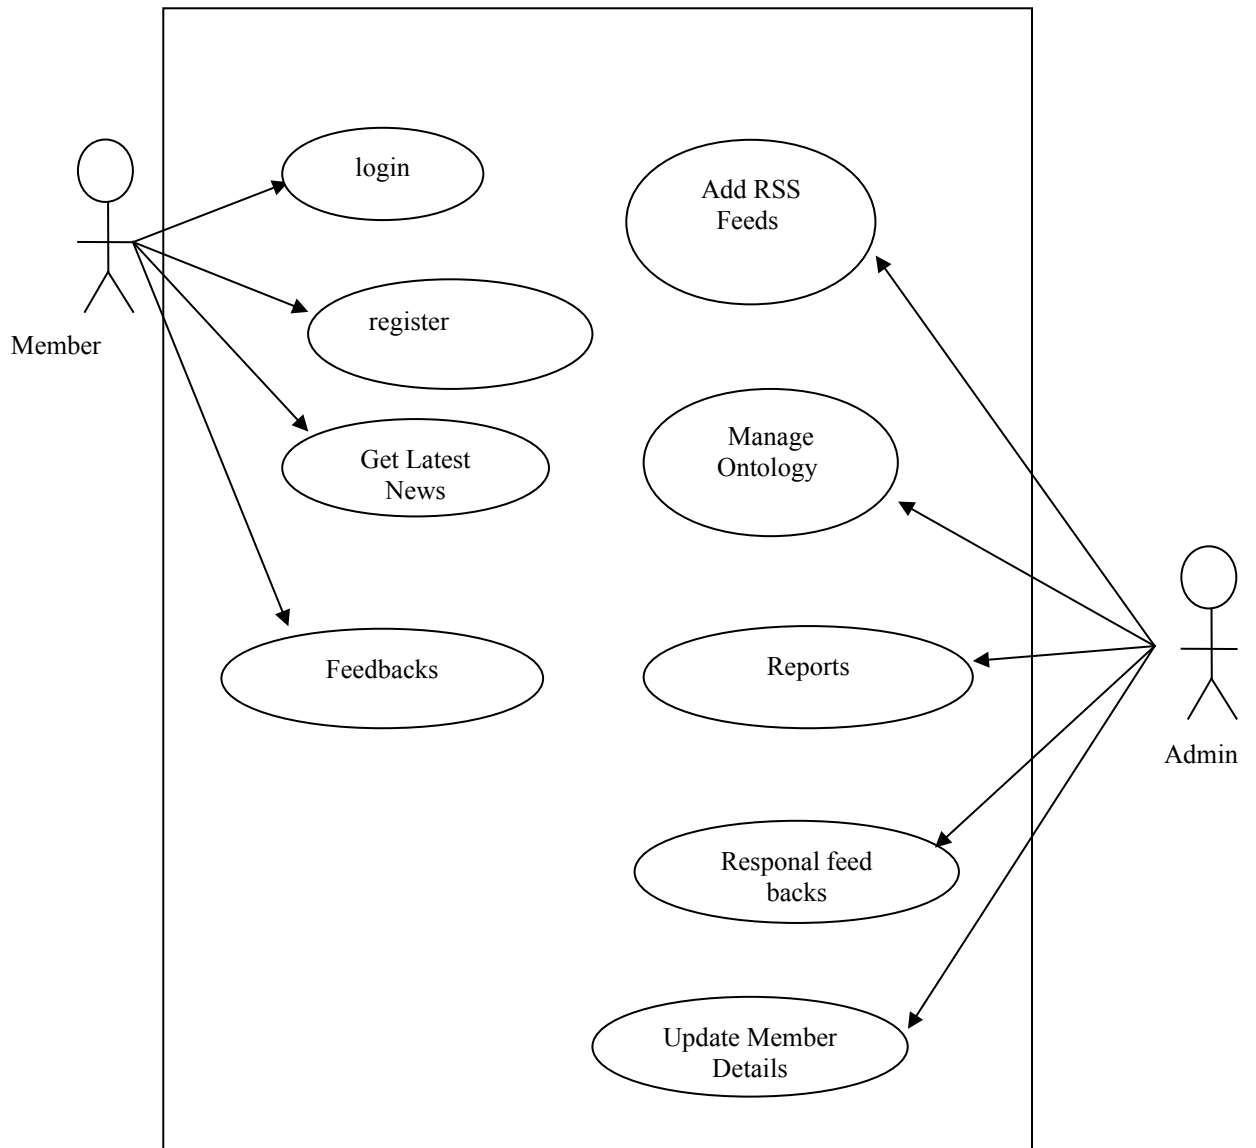 login
Add RSS
Feeds
register
Member
Manage
Ontology
Get Latest
News
Feedbacks
Reports
Admin
Responal feed
backs
Update Member
Details